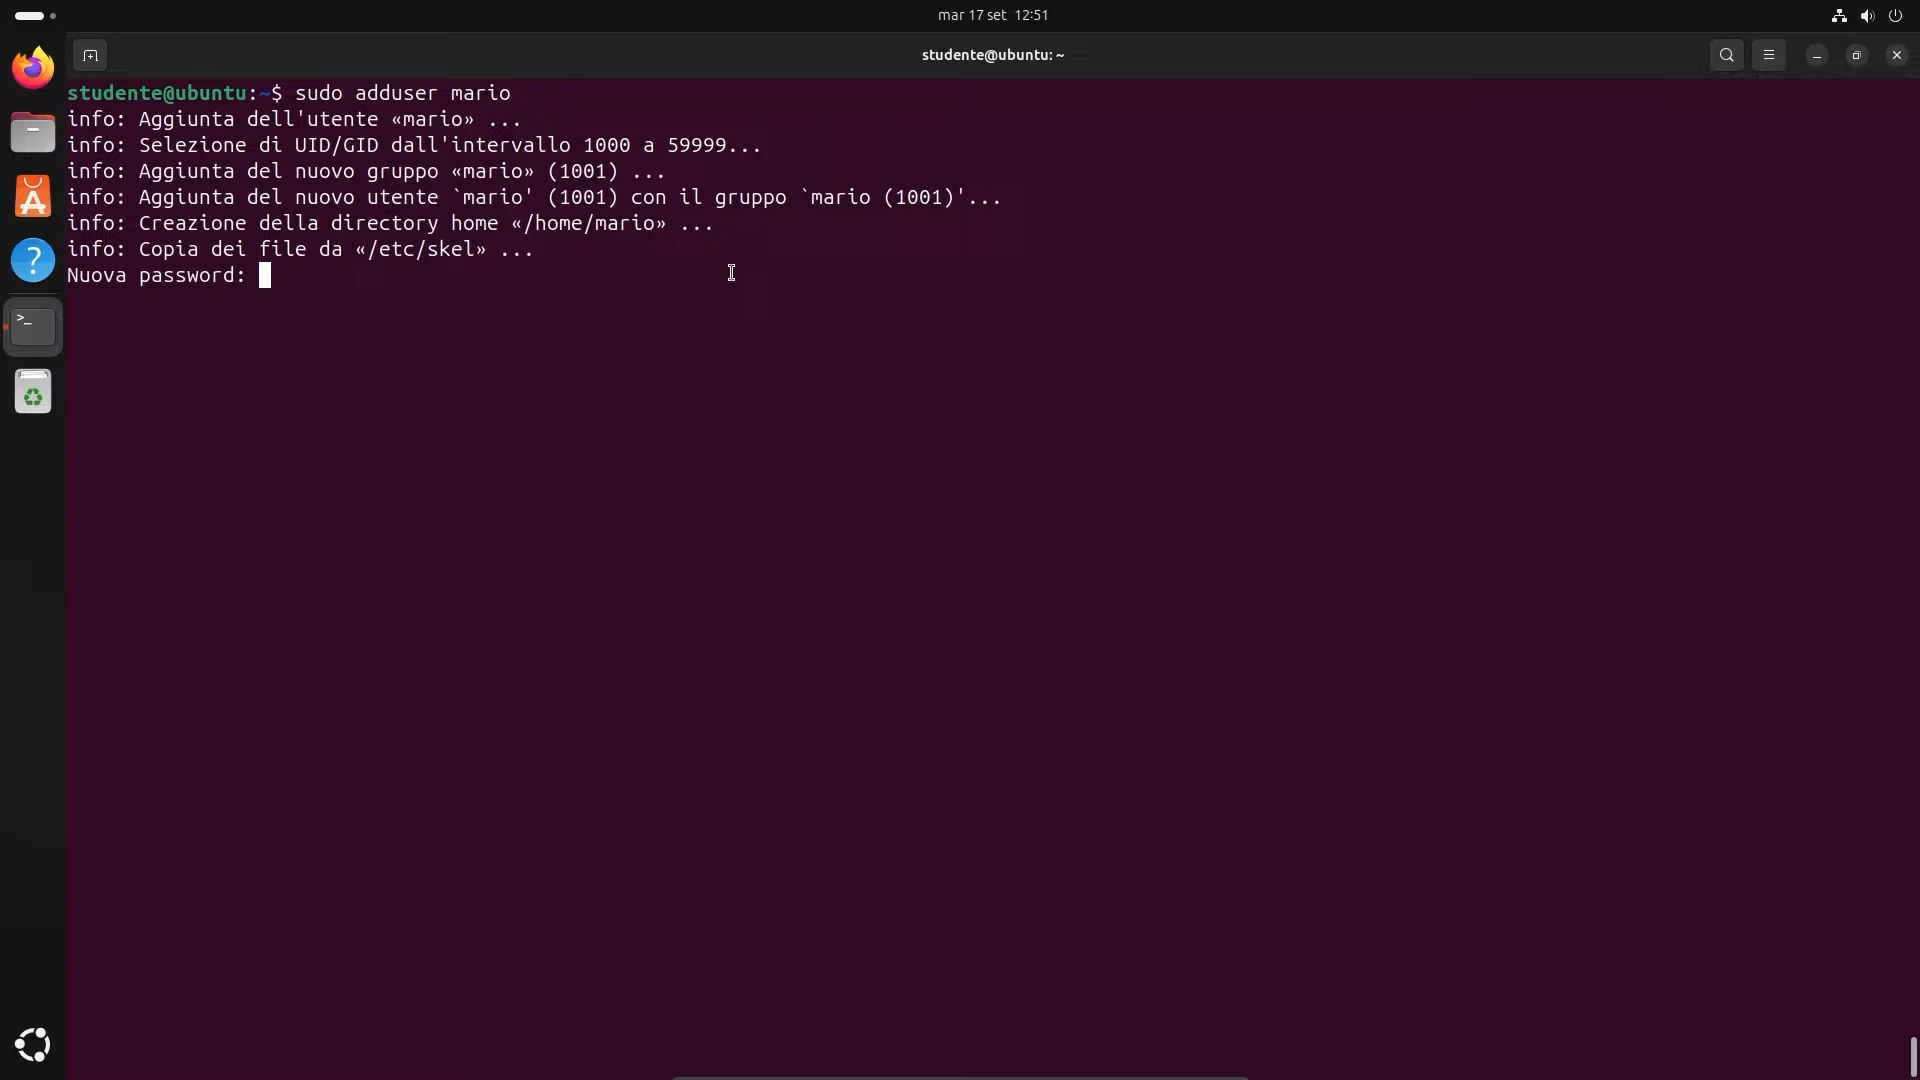 mar 17 set 12:51
studente@ubuntu: ~
studente@ubuntu:~$ sudo adduser mario
info: Aggiunta dell'utente «mario» ...
info: Selezione di UID/GID dall'intervallo 1000 a 59999...
info: Aggiunta del nuovo gruppo «mario» (1001) ...
info: Aggiunta del nuovo utente `mario' (1001) con il gruppo `mario (1001)'...
info: Creazione della directory home «/home/mario» ...
info: Copia dei file da «/etc/skel» ...
Nuova password: